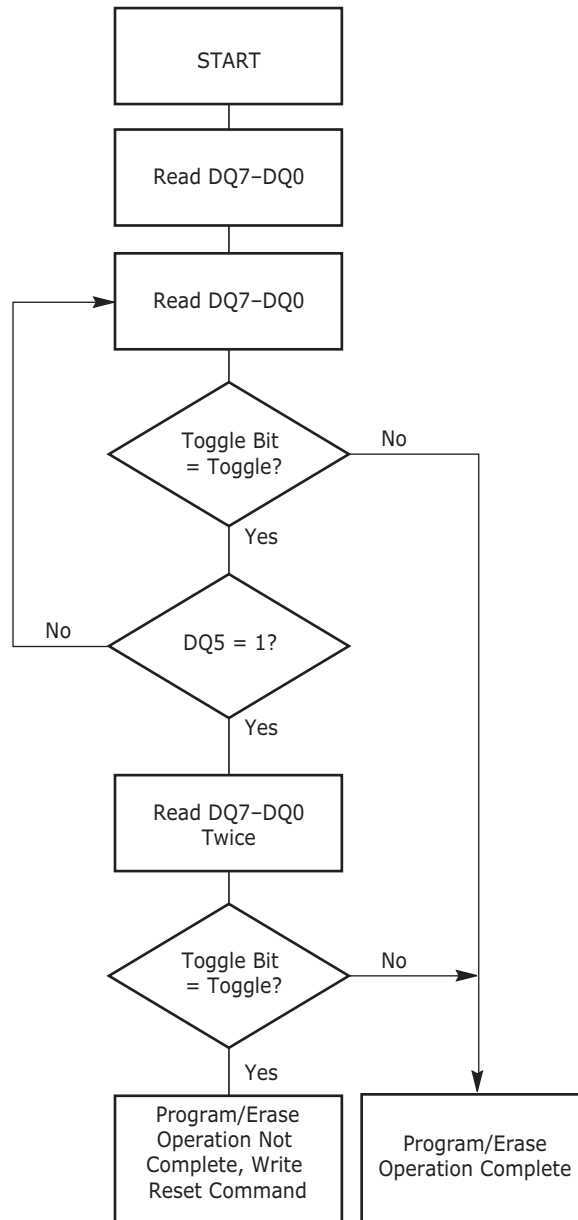 START
Read DQ7–DQ0
Read DQ7–DQ0
Toggle Bit
= Toggle?
No
Yes
No
DQ5 = 1?
Yes
Read DQ7–DQ0
Twice
Toggle Bit
= Toggle?
No
Yes
Program/Erase
Operation Not
Complete, Write
Reset Command
Program/Erase
Operation Complete